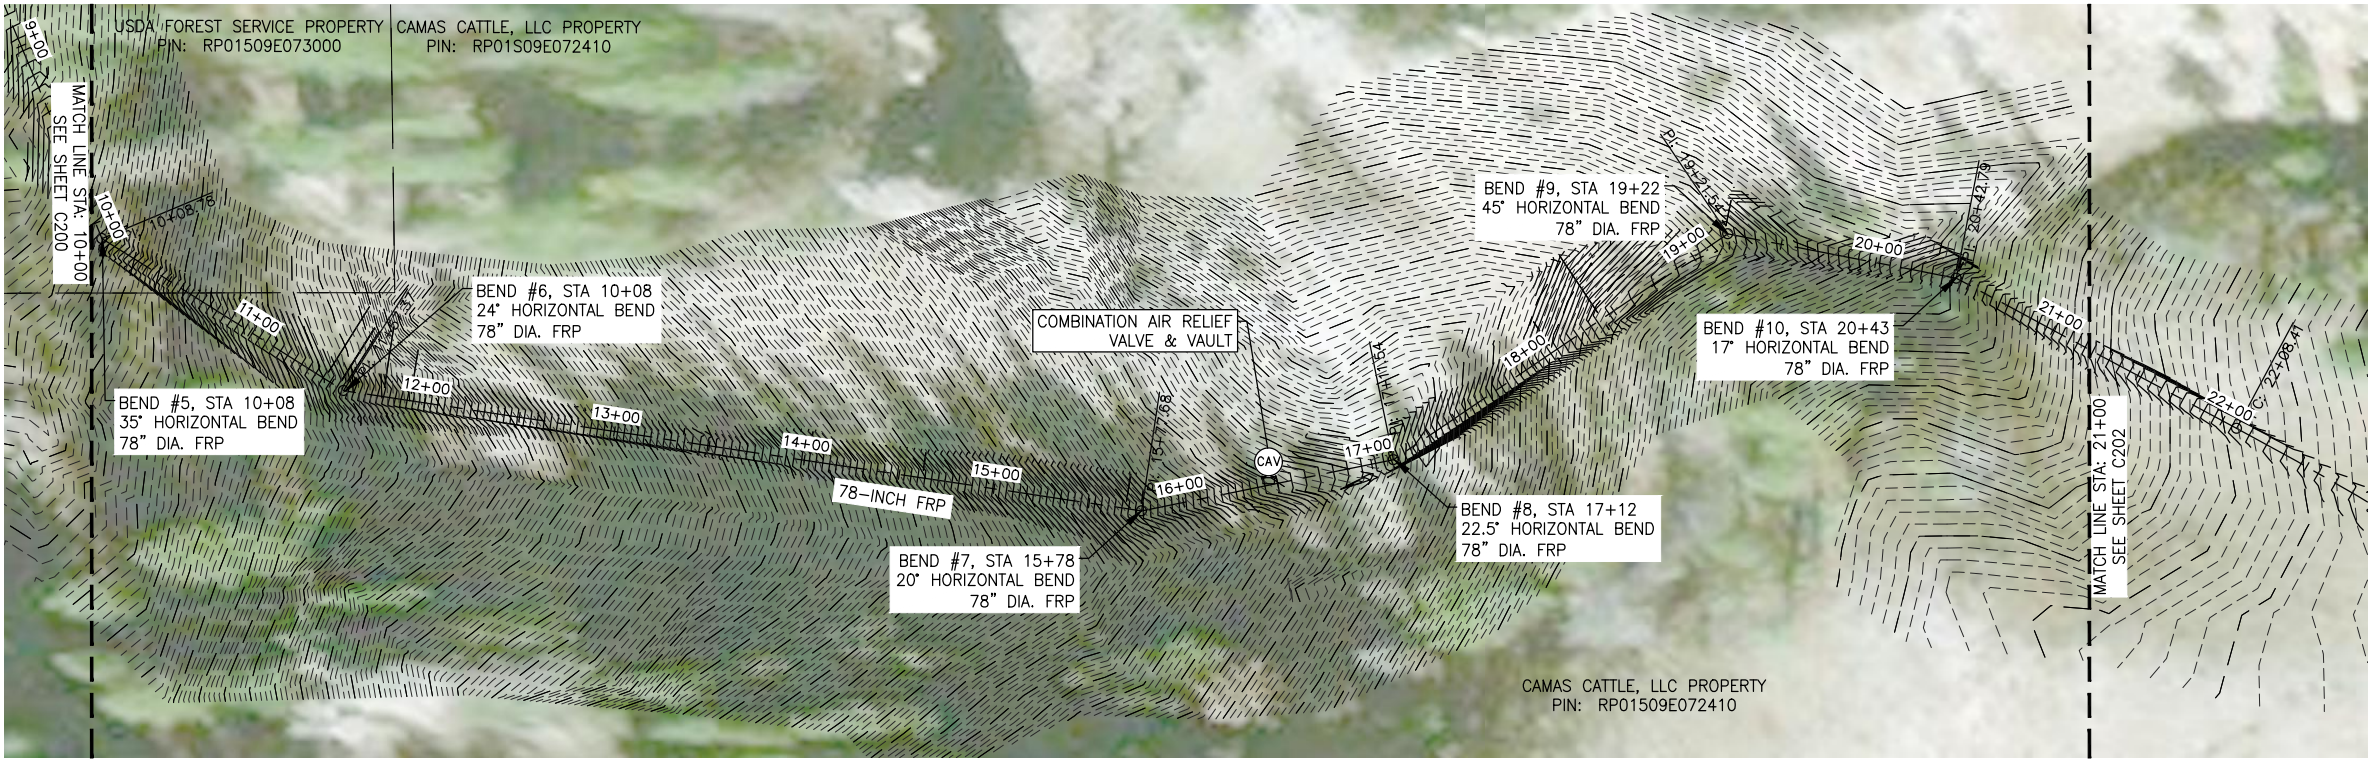 USDA FOREST SERVICE PROPERTY
PIN: RP01509E073000
CAMAS CATTLE, LLC PROPERTY
PIN: RP01S09E072410
9+00
MATCH LINE STA: 10+00
SEE SHEET C200
10+00
10+08.78
11+00
BEND #5, STA 10+08
35° HORIZONTAL BEND
78" DIA. FRP
BEND #6, STA 10+08
24° HORIZONTAL BEND
78" DIA. FRP
12+00
13+00
14+00
15+00
78-INCH FRP
BEND #7, STA 15+78
20° HORIZONTAL BEND
78" DIA. FRP
15+77.68
16+00
COMBINATION AIR RELIEF
VALVE & VAULT
CAV
17+00
BEND #8, STA 17+12
22.5° HORIZONTAL BEND
78" DIA. FRP
18+00
19+00
BEND #9, STA 19+22
45° HORIZONTAL BEND
78" DIA. FRP
PI: 19+21.54
20+00
20+42.79
BEND #10, STA 20+43
17° HORIZONTAL BEND
78" DIA. FRP
21+00
MATCH LINE STA: 21+00
SEE SHEET C202
22+00
22+08.41
CAMAS CATTLE, LLC PROPERTY
PIN: RP01509E072410